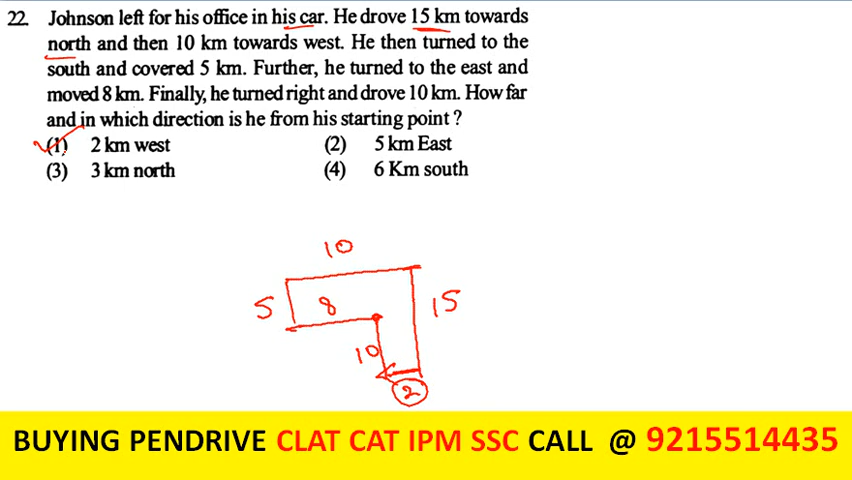 22. Johnson left for his office in his car. He drove 15 km towards
north and then 10 km towards west. He then turned to the
south and covered 5 km. Further, he turned to the east and
moved 8 km. Finally, he turned right and drove 10 km. How far
and in which direction is he from his starting point ?
(1) 2 km west (2) 5 km East
(3) 3 km north (4) 6 Km south
10
5 8 15
10
2
BUYING PENDRIVE CLAT CAT IPM SSC CALL @ 9215514435